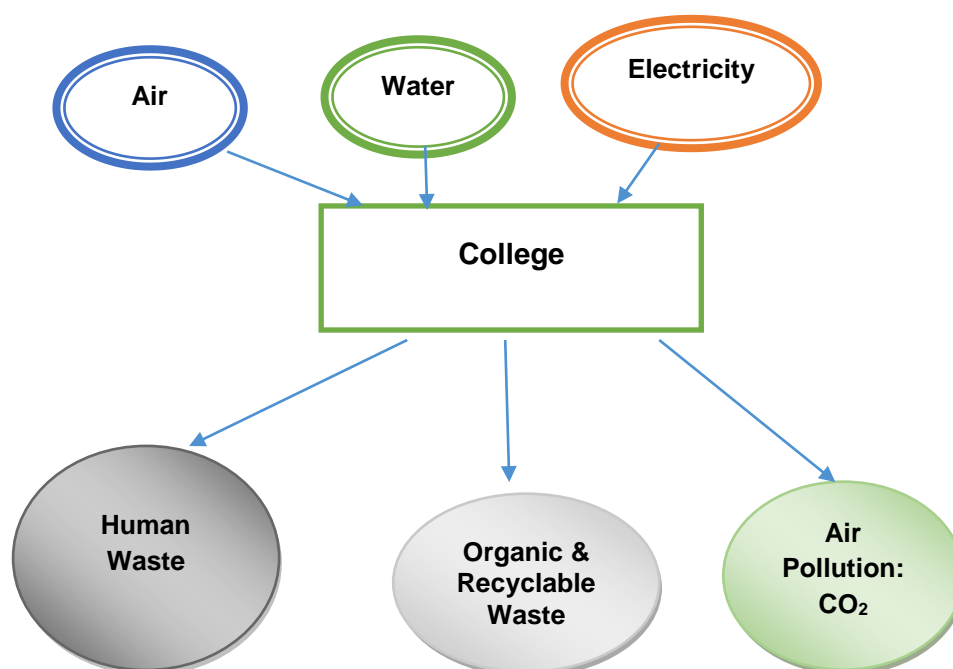 Air
Water
Electricity
College
Human
Waste
Organic &
Recyclable
Waste
Air
Pollution:
CO₂